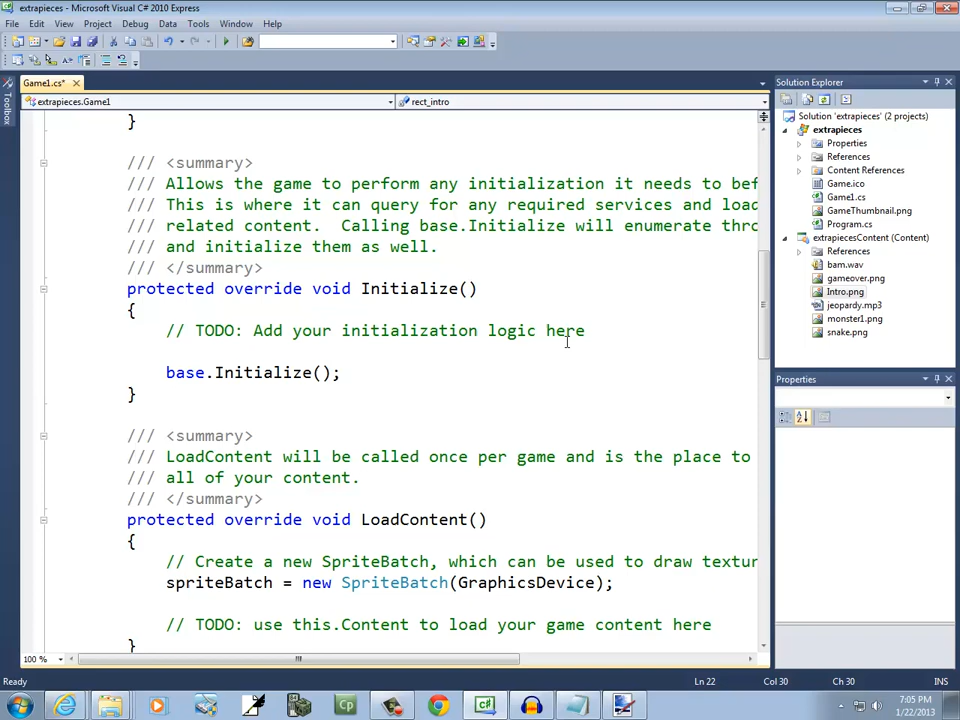 extrapieces - Microsoft Visual C# 2010 Express
File Edit View Project Debug Data Tools Window Help
Game1.cs*
Toolbox
extrapieces.Game1
rect_intro
}
/// <summary>
/// Allows the game to perform any initialization it needs to bef
/// This is where it can query for any required services and load
/// related content.  Calling base.Initialize will enumerate thro
/// and initialize them as well.
/// </summary>
protected override void Initialize()
{
// TODO: Add your initialization logic here
base.Initialize();
}
/// <summary>
/// LoadContent will be called once per game and is the place to
/// all of your content.
/// </summary>
protected override void LoadContent()
{
// Create a new SpriteBatch, which can be used to draw textur
spriteBatch = new SpriteBatch(GraphicsDevice);
// TODO: use this.Content to load your game content here
}
100 %
Solution Explorer
Solution 'extrapieces' (2 projects)
extrapieces
Properties
References
Content References
Game.ico
Game1.cs
GameThumbnail.png
Program.cs
extrapiecesContent (Content)
References
bam.wav
gameover.png
Intro.png
jeopardy.mp3
monster1.png
snake.png
Properties
Ready
Ln 22
Col 30
Ch 30
INS
Cp
C#
7:05 PM
1/22/2013